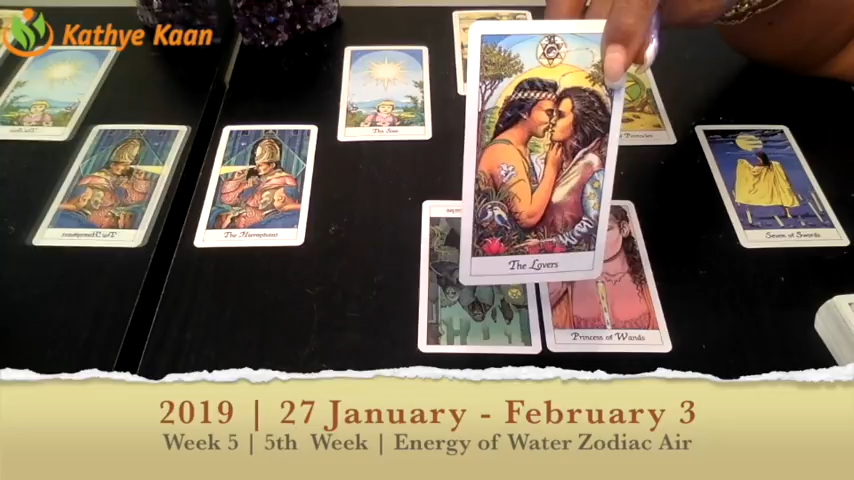 Kathye Kaan
The Sun
The Lovers
The Hierophant
Seven of Swords
Princess of Wands
2019 | 27 January - February 3
Week 5 | 5th Week | Energy of Water Zodiac Air